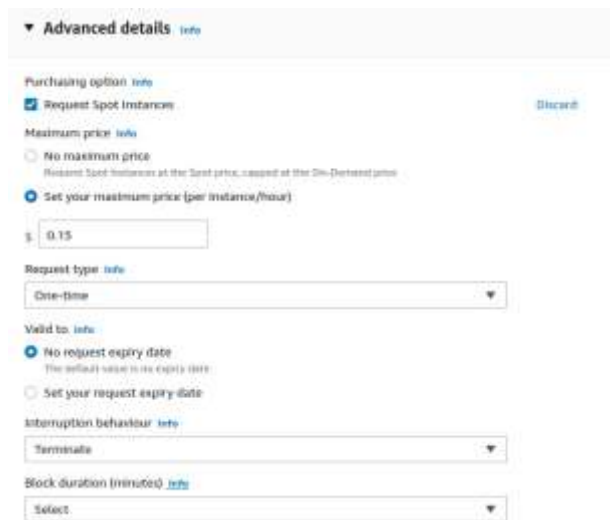 Advanced details Info
Purchasing option Info
Request Spot Instances
Discard
Maximum price Info
No maximum price
Request Spot Instances at the Spot price, capped at the On-Demand price
Set your maximum price (per instance/hour)
$ 0.15
Request type Info
One-time
Valid to Info
No request expiry date
The default value is no expiry date
Set your request expiry date
Interruption behaviour Info
Terminate
Block duration (minutes) Info
Select